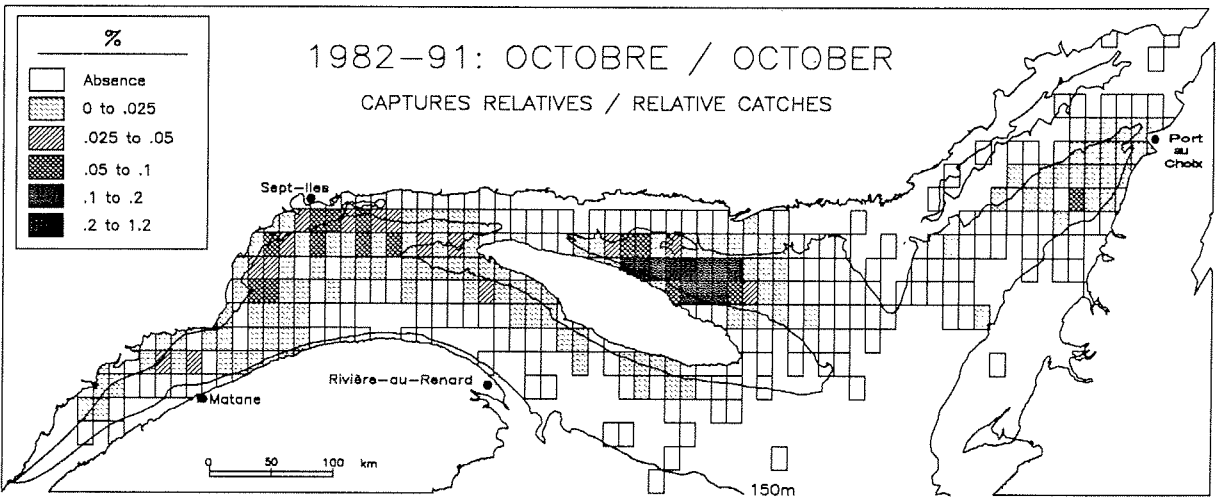 1982-91: OCTOBRE / OCTOBER
CAPTURES RELATIVES / RELATIVE CATCHES
%
Absence
0 to .025
.025 to .05
.05 to .1
.1 to .2
.2 to 1.2
Sept-Iles
Port
au
Choix
Rivière-au-Renard
Matane
0 50 100 km
150m